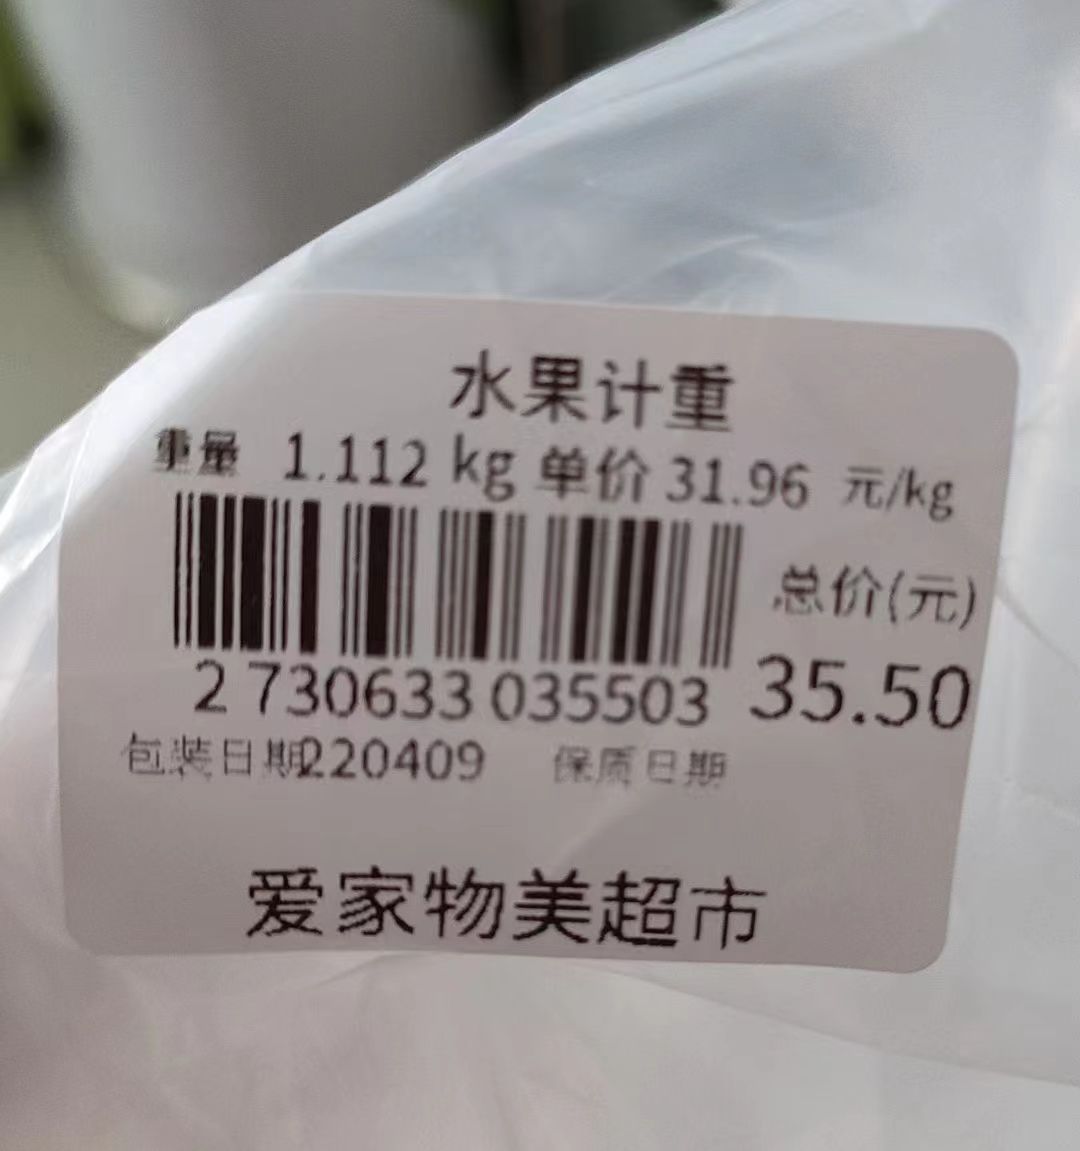 水果计重
重量 1.112 kg 单价 31.96 元/kg
总价(元)
2 730633 035503 35.50
包装日期220409 保质日期
爱家物美超市